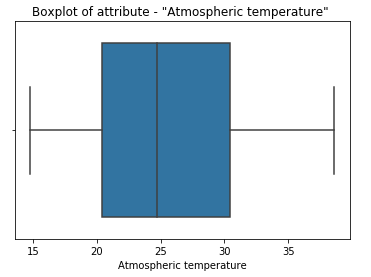 Boxplot of attribute - "Atmospheric temperature"
15 20 25 30 35
Atmospheric temperature